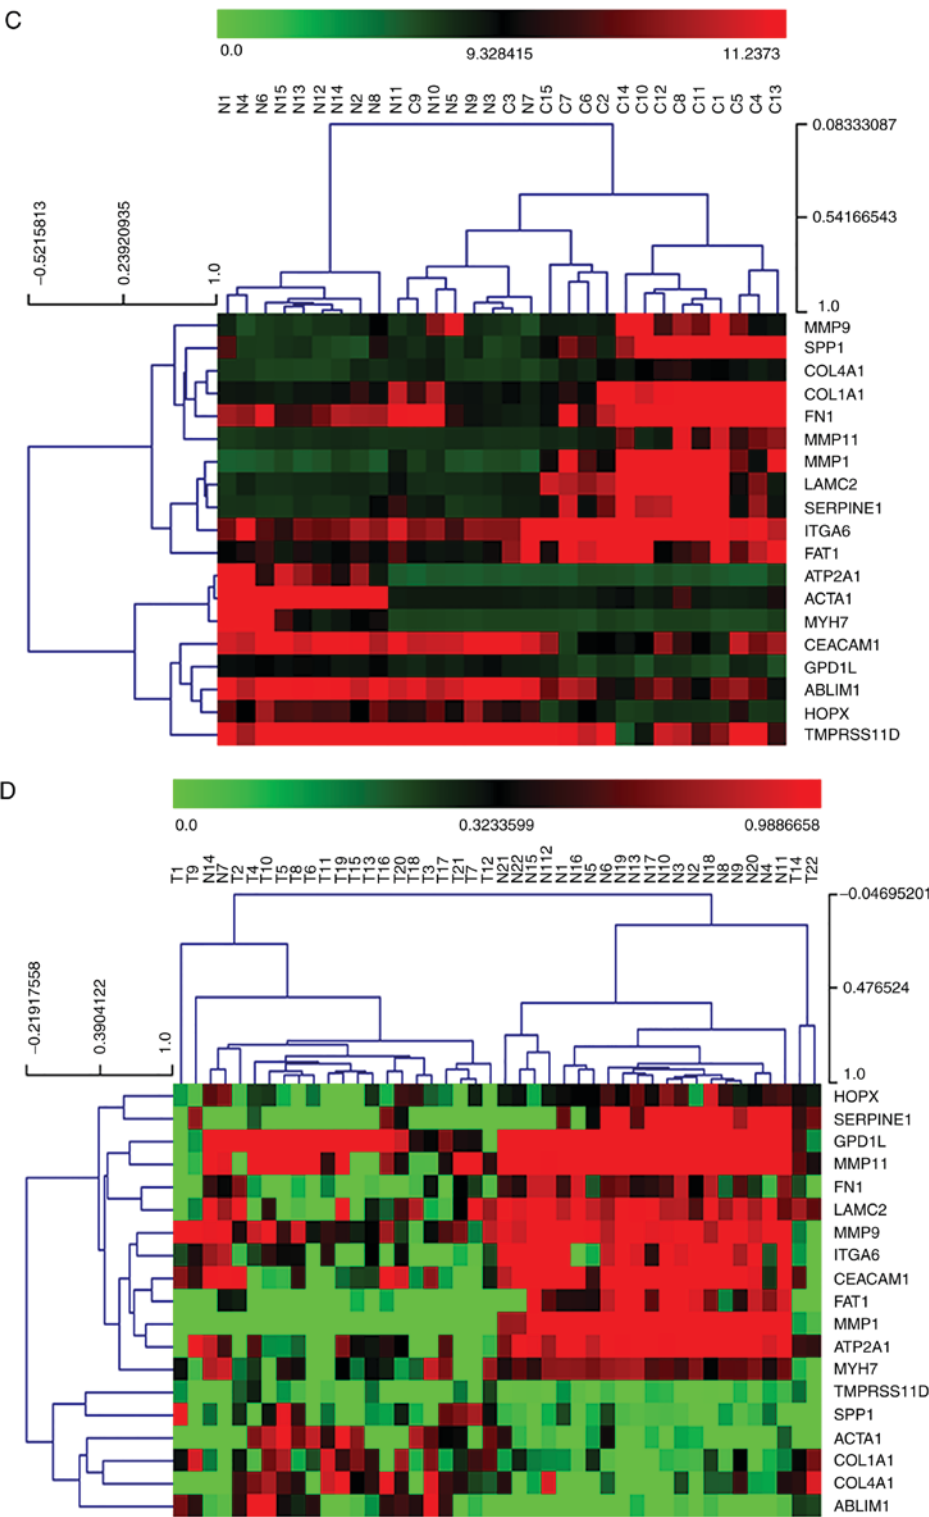 C
0.0 9.328415 11.2373
N1 N4 N6 N15 N13 N12 N14 N2 N8 N11 C9 N10 N5 N9 N3 C3 N7 C15 C7 C6 C2 C14 C10 C12 C8 C11 C1 C5 C4 C13
0.08333087
0.54166543
1.0
−0.5215813 0.23920935 1.0
MMP9
SPP1
COL4A1
COL1A1
FN1
MMP11
MMP1
LAMC2
SERPINE1
ITGA6
FAT1
ATP2A1
ACTA1
MYH7
CEACAM1
GPD1L
ABLIM1
HOPX
TMPRSS11D
D
0.0 0.3233599 0.9886658
T1 T9 N14 N7 T2 T4 T10 T5 T8 T6 T11 T19 T15 T13 T16 T20 T18 T3 T17 T21 T7 T12 N21 N22 N15 N112 N1 N16 N5 N6 N19 N13 N17 N10 N3 N2 N18 N8 N9 N20 N4 N11 T14 T22
−0.04695201
0.476524
1.0
−0.21917558 0.3904122 1.0
HOPX
SERPINE1
GPD1L
MMP11
FN1
LAMC2
MMP9
ITGA6
CEACAM1
FAT1
MMP1
ATP2A1
MYH7
TMPRSS11D
SPP1
ACTA1
COL1A1
COL4A1
ABLIM1